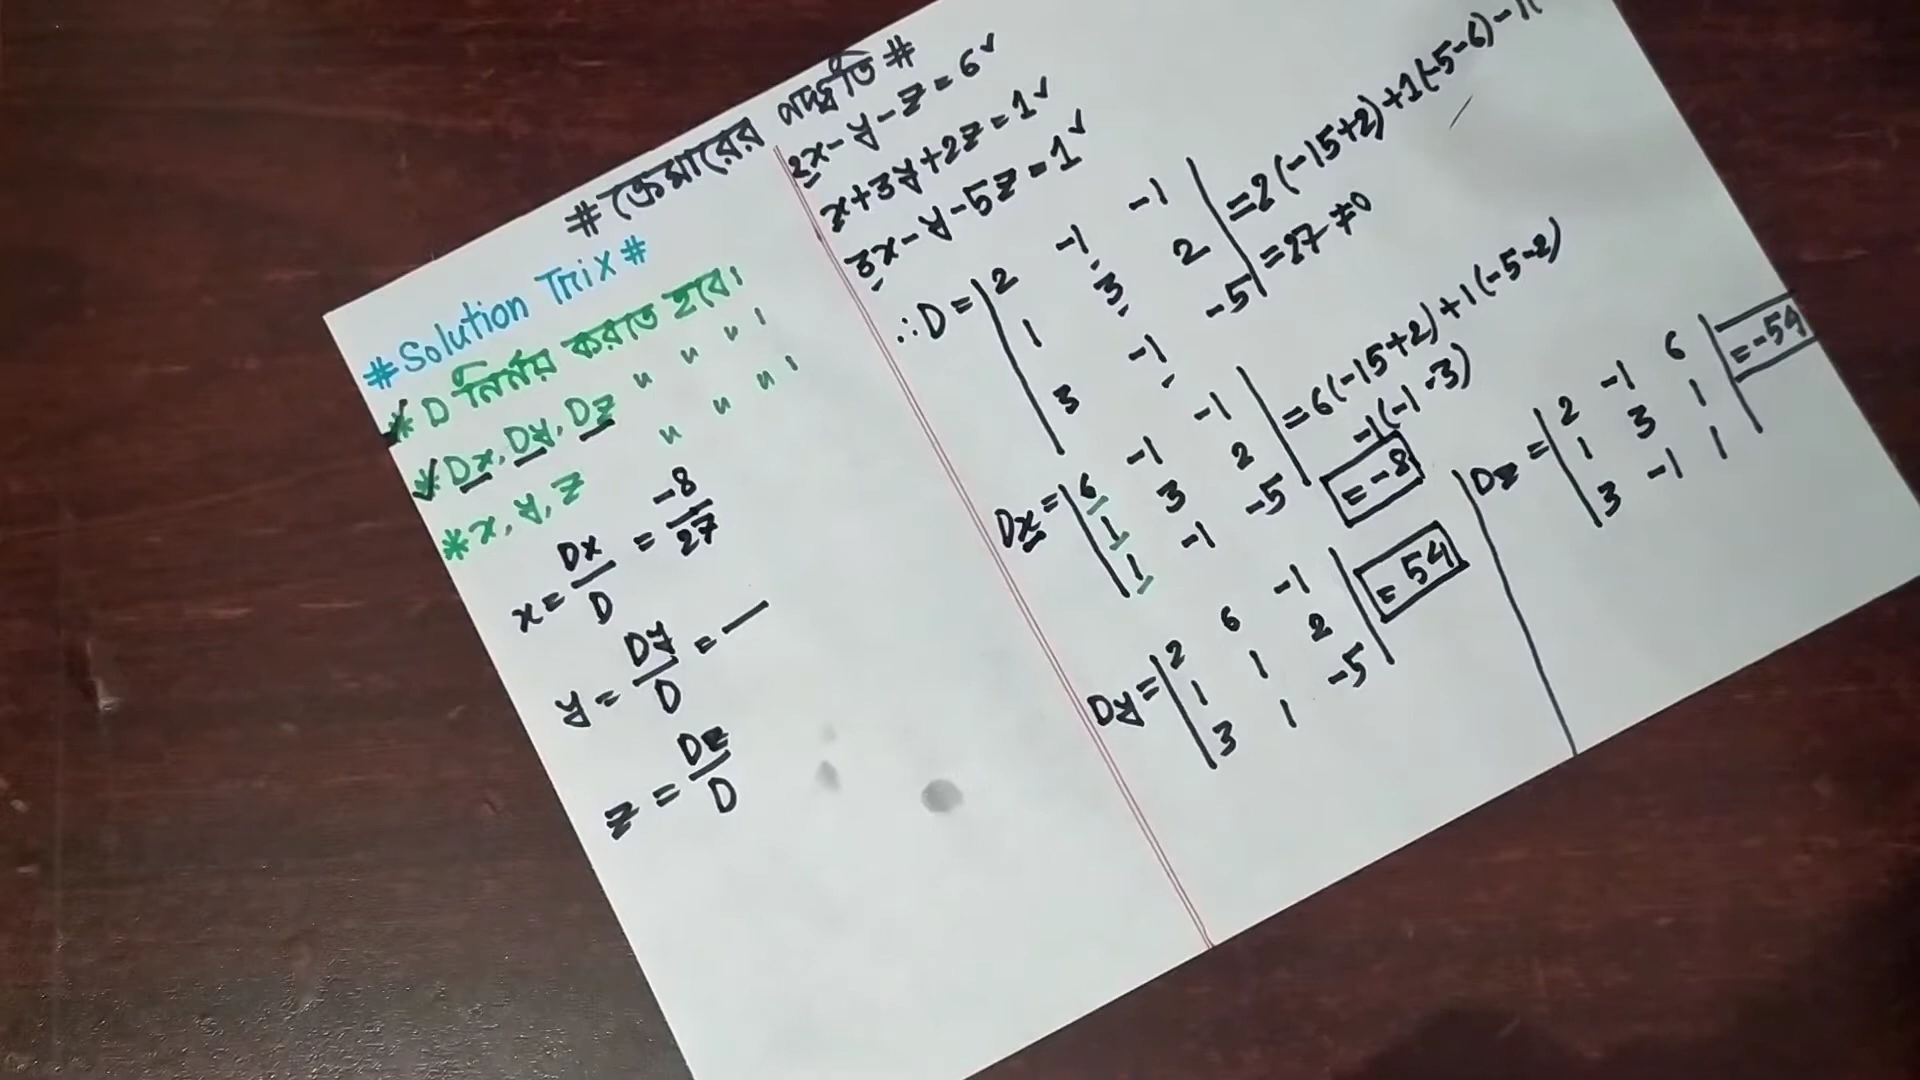 #ক্রেমারের পদ্ধতি#
#Solution Trix#
* D নির্ণয় করতে হবে।
* Dx, Dy, Dz " " "।
* x, y, z " " "।
x = Dx/D = -8/27
y = Dy/D = —
z = Dz/D
2x-y-z=6✓
x+3y+2z=1✓
3x-y-5z=1✓
∴D = | 2 -1 -1 | =2(-15+2)+1(-5-6)-1(
1 3 2
3 -1 -5 | =27≠0
Dx = | 6 -1 -1 | =6(-15+2)+1(-5-2)
1 3 2 -1(-1-3)
1 -1 -5 | =-8
Dy = | 2 6 -1 | = 54
1 1 2
3 1 -5
Dz = | 2 -1 6 | =-54
1 3 1
3 -1 1